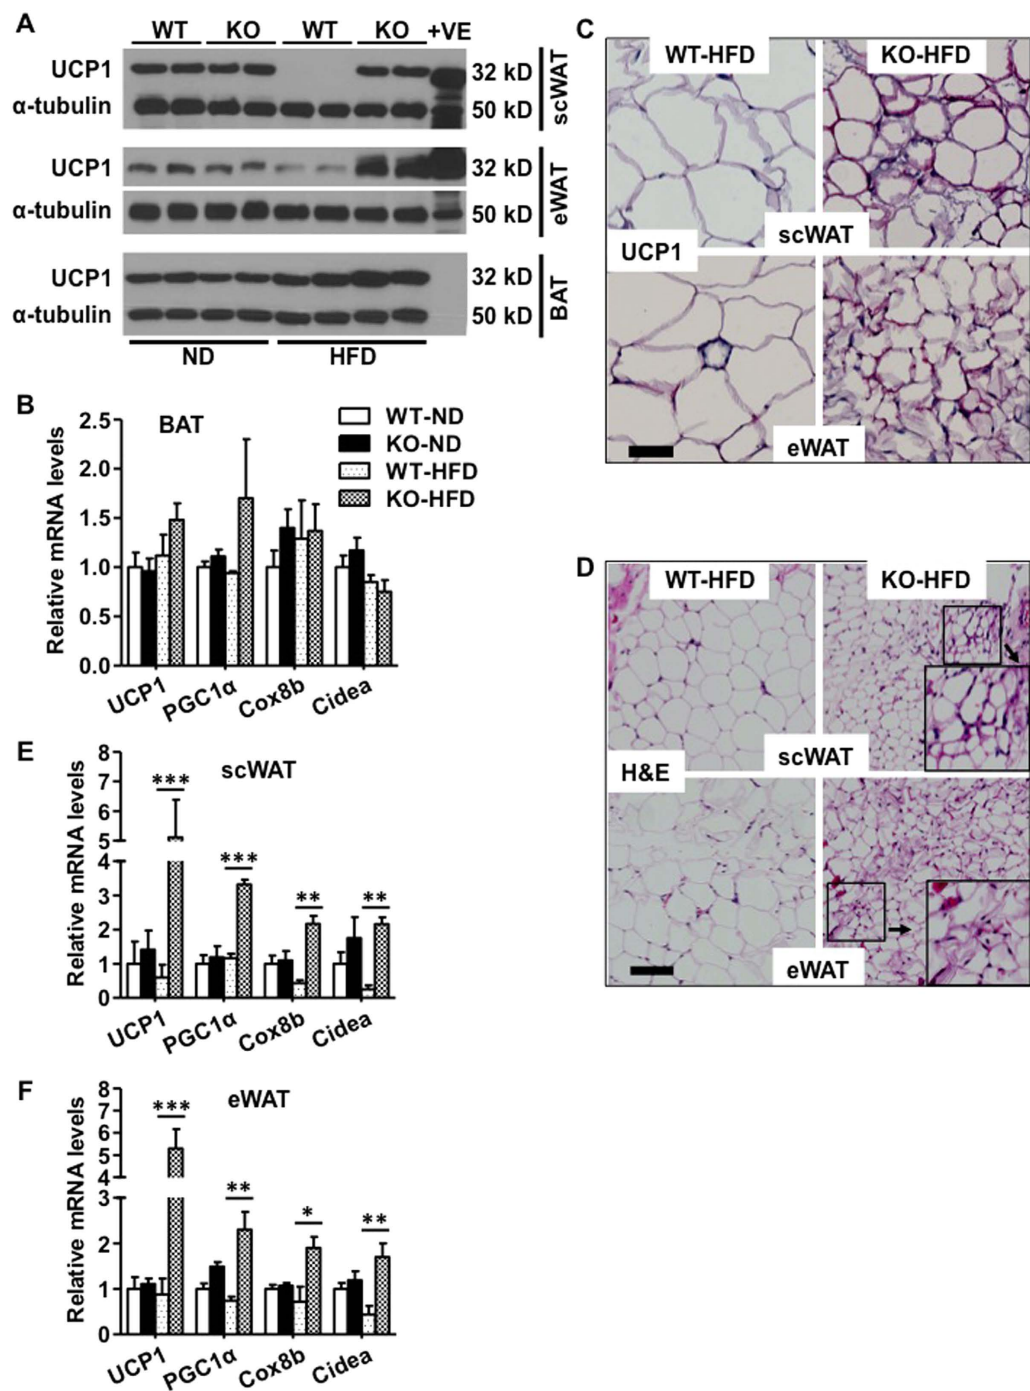 A
WT KO WT KO +VE
UCP1 32 kD
α-tubulin 50 kD
scWAT
UCP1 32 kD
α-tubulin 50 kD
eWAT
UCP1 32 kD
α-tubulin 50 kD
BAT
ND HFD
B
BAT
WT-ND
KO-ND
WT-HFD
KO-HFD
Relative mRNA levels
2.5
2.0
1.5
1.0
0.5
0.0
UCP1 PGC1α Cox8b Cidea
E
scWAT
Relative mRNA levels
8
7
6
5
4
3
2
1
0
*** *** ** **
UCP1 PGC1α Cox8b Cidea
F
eWAT
Relative mRNA levels
8
7
6
5
4
3
2
1
0
*** ** * **
UCP1 PGC1α Cox8b Cidea
C
WT-HFD KO-HFD
scWAT
UCP1
eWAT
D
WT-HFD KO-HFD
scWAT
H&E
eWAT